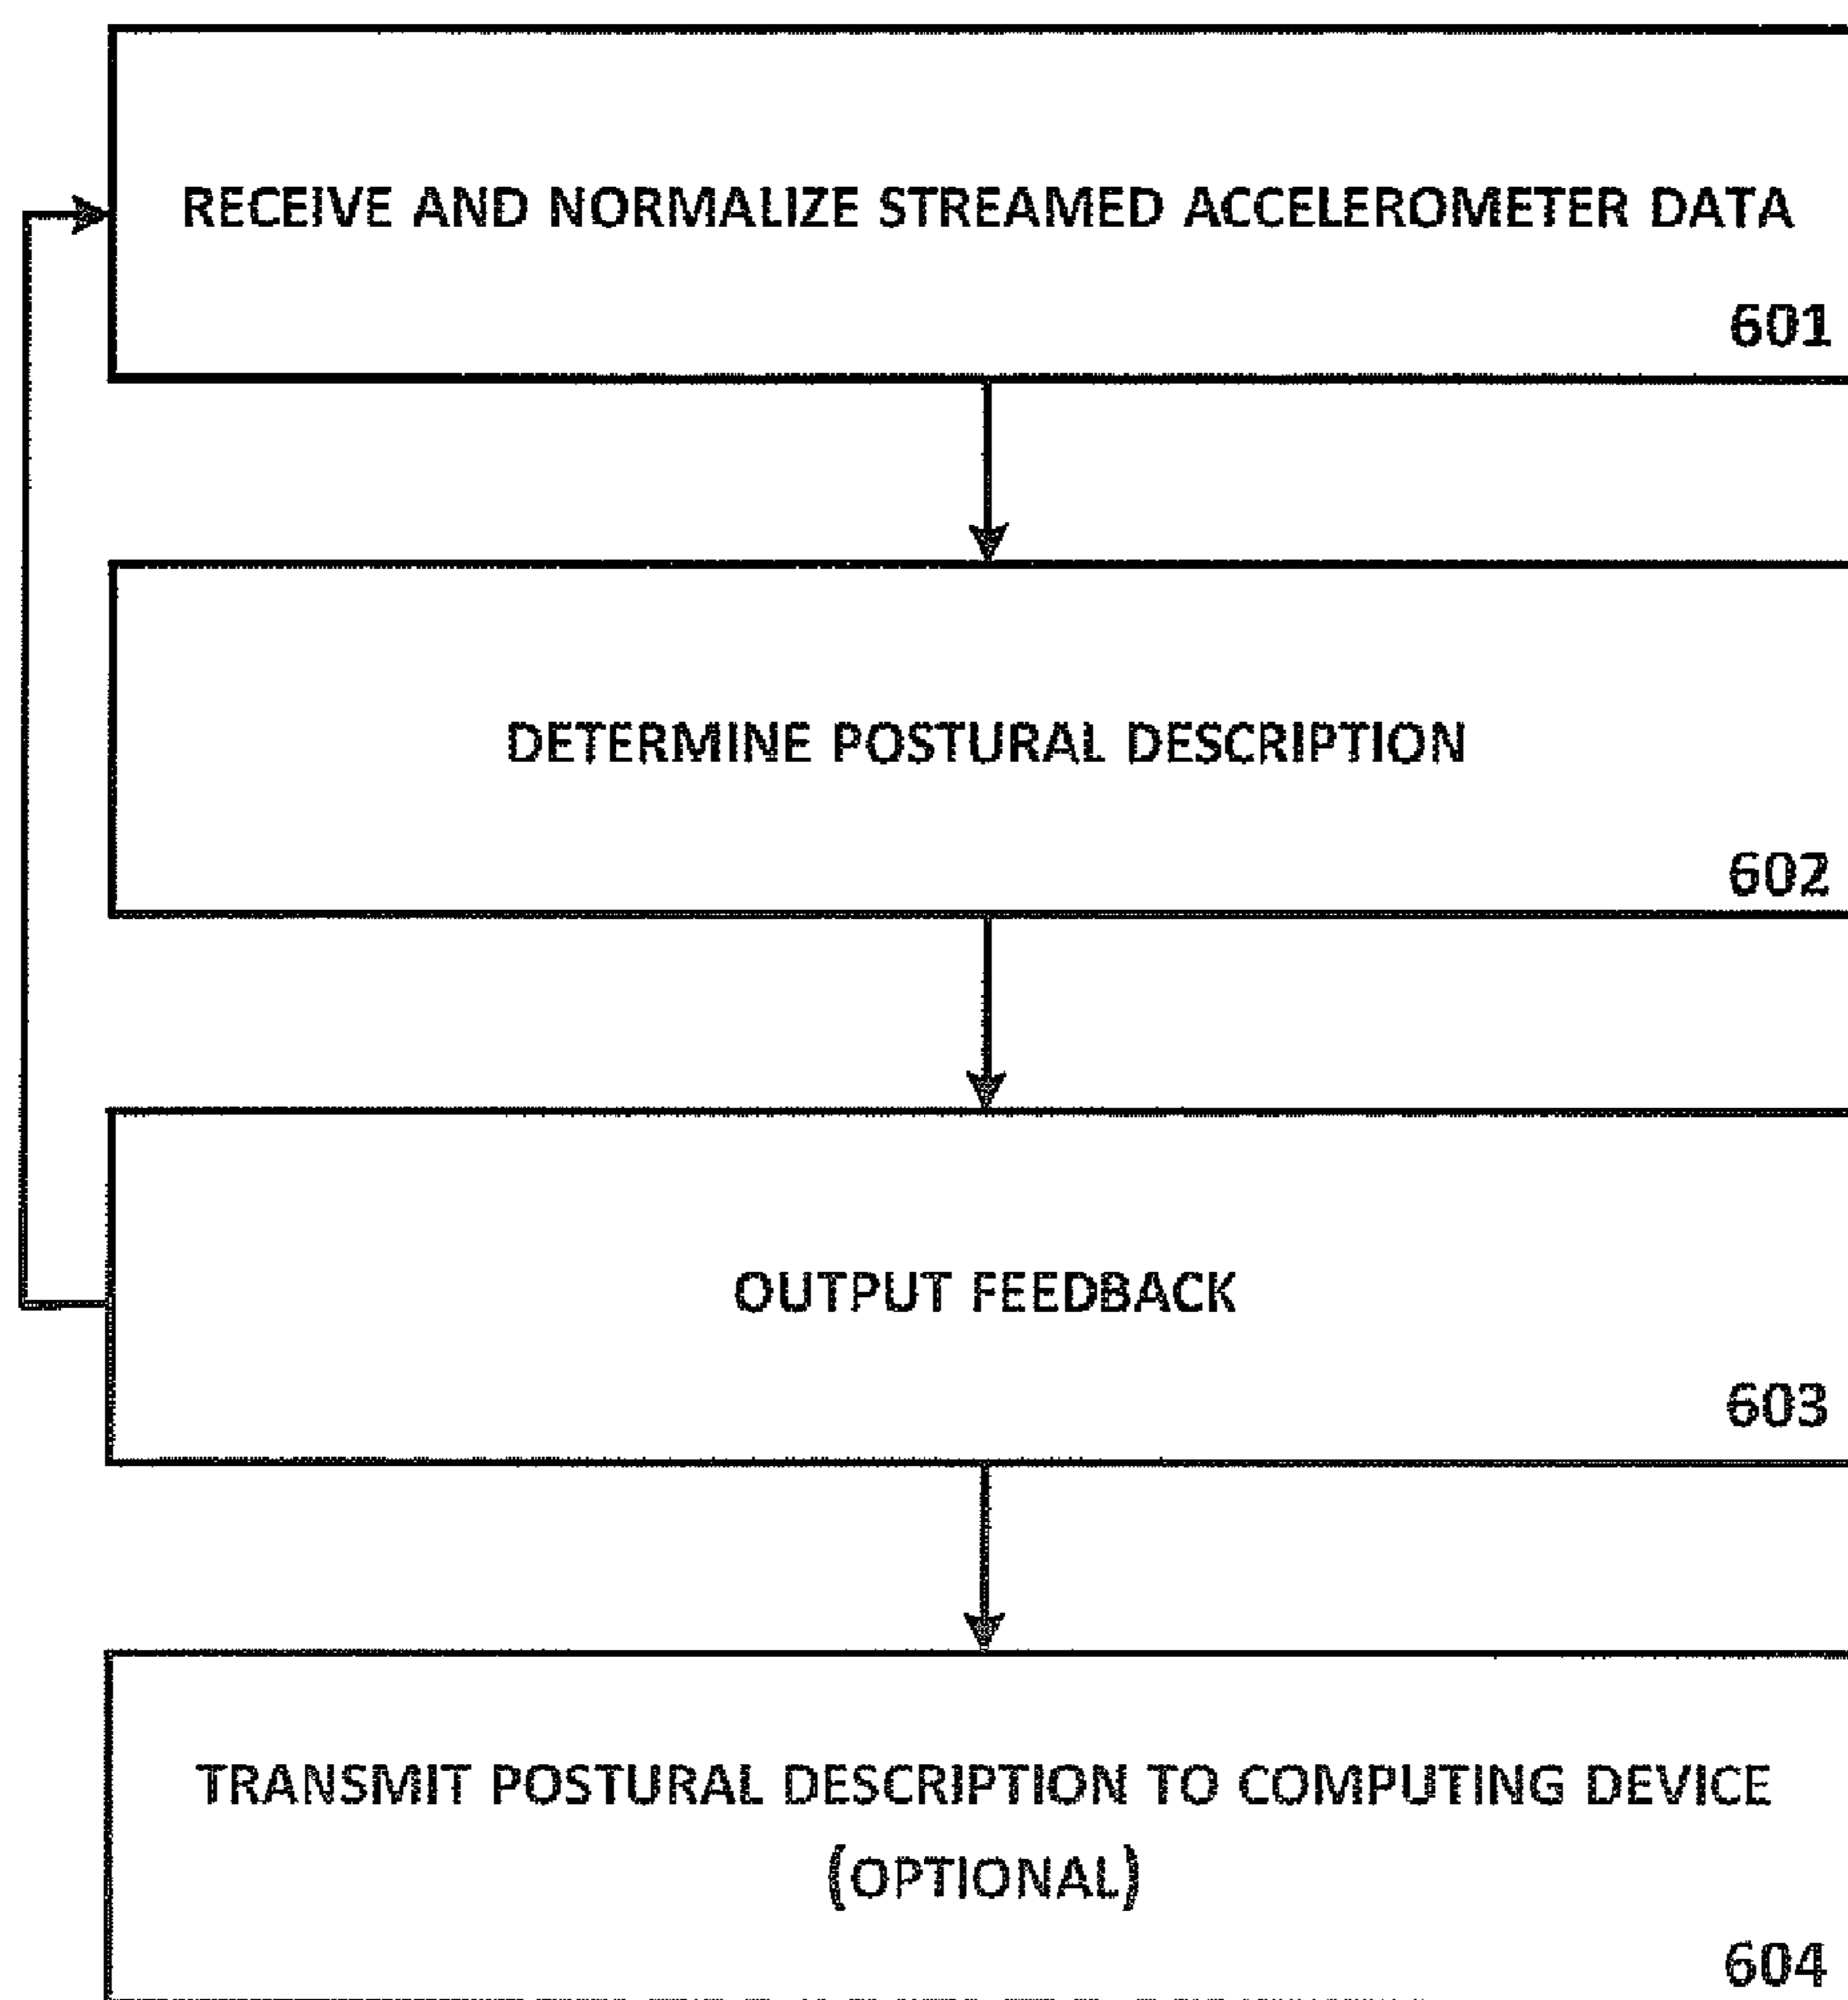 RECEIVE AND NORMALIZE STREAMED ACCELEROMETER DATA
601
DETERMINE POSTURAL DESCRIPTION
602
OUTPUT FEEDBACK
603
TRANSMIT POSTURAL DESCRIPTION TO COMPUTING DEVICE
(OPTIONAL)
604